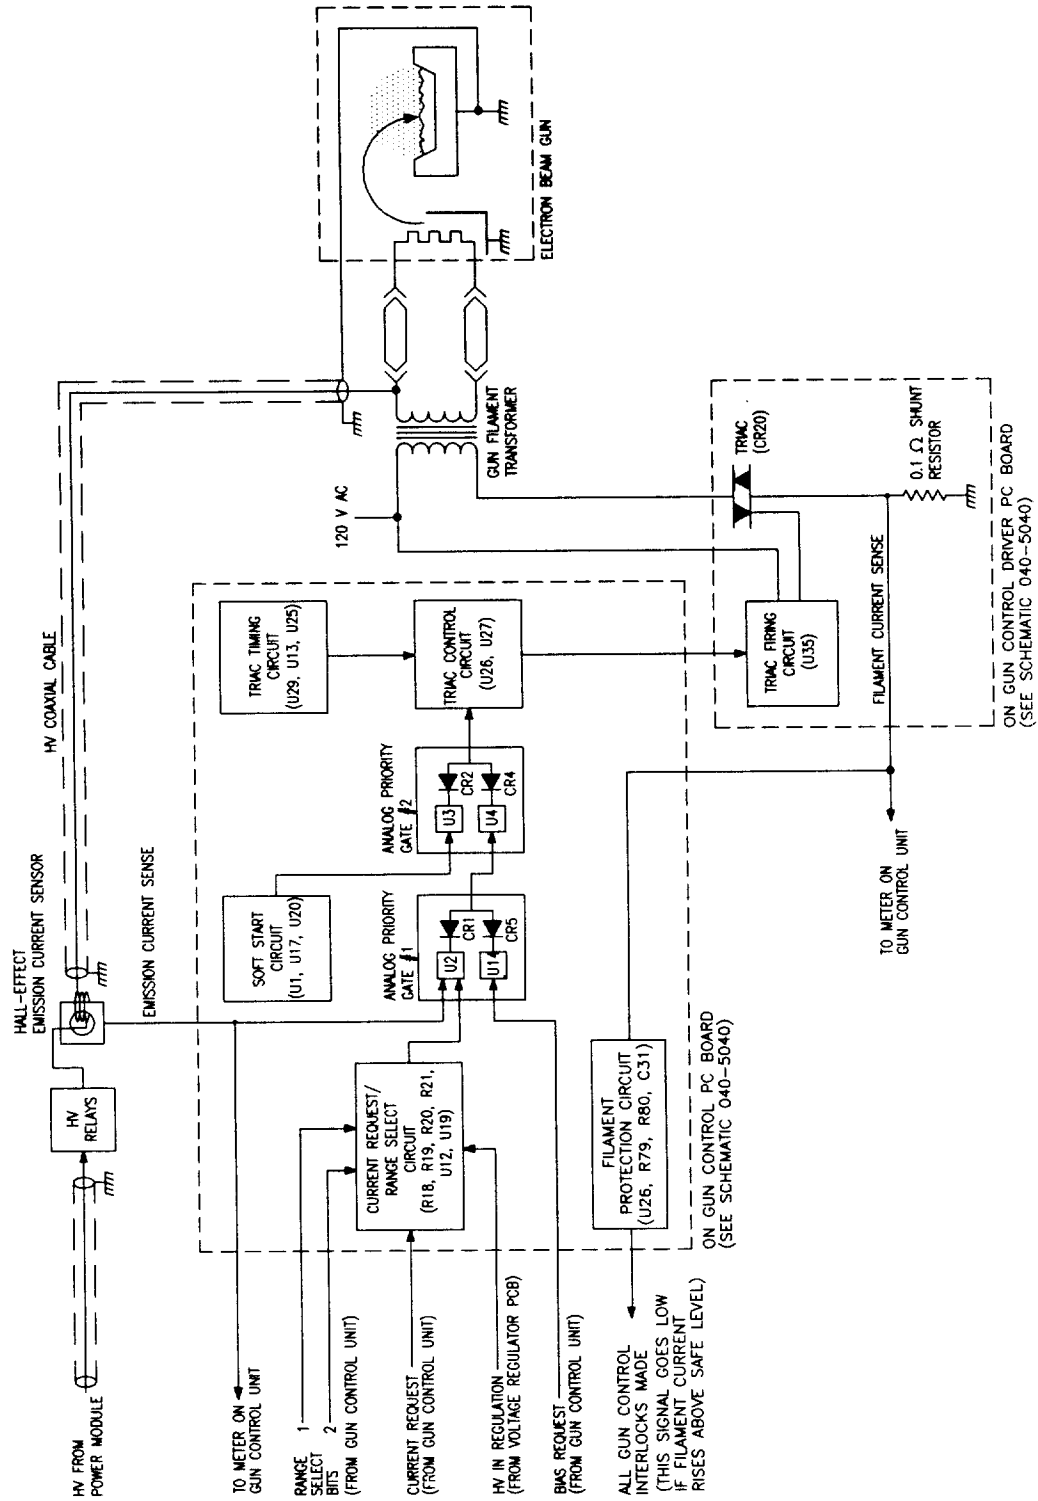 HV FROM
POWER MODULE
HV
RELAYS
HALL-EFFECT
EMISSION CURRENT SENSOR
HV COAXIAL CABLE
EMISSION CURRENT SENSE
TO METER ON
GUN CONTROL UNIT
RANGE 1
SELECT
BITS 2
(FROM GUN CONTROL UNIT)
CURRENT REQUEST
(FROM GUN CONTROL UNIT)
HV IN REGULATION
(FROM VOLTAGE REGULATOR PCB)
BIAS REQUEST
(FROM GUN CONTROL UNIT)
ALL GUN CONTROL
INTERLOCKS MADE
(THIS SIGNAL GOES LOW
IF FILAMENT CURRENT
RISES ABOVE SAFE LEVEL)
CURRENT REQUEST/
RANGE SELECT
CIRCUIT
(R18, R19, R20, R21,
U12, U19)
FILAMENT
PROTECTION CIRCUIT
(U26, R79, R80, C31)
ON GUN CONTROL PC BOARD
(SEE SCHEMATIC 040-5040)
SOFT START
CIRCUIT
(U1, U17, U20)
ANALOG PRIORITY
GATE #1
U2
CR1
U14
CR5
ANALOG PRIORITY
GATE #2
U3
CR2
U4
CR4
TRIAC TIMING
CIRCUIT
(U29, U13, U25)
TRIAC CONTROL
CIRCUIT
(U26, U27)
TO METER ON
GUN CONTROL UNIT
FILAMENT CURRENT SENSE
TRIAC FIRING
CIRCUIT
(U35)
120 V AC
GUN FILAMENT
TRANSFORMER
TRIAC
(CR20)
0.1 Ω SHUNT
RESISTOR
ON GUN CONTROL DRIVER PC BOARD
(SEE SCHEMATIC 040-5040)
ELECTRON BEAM GUN